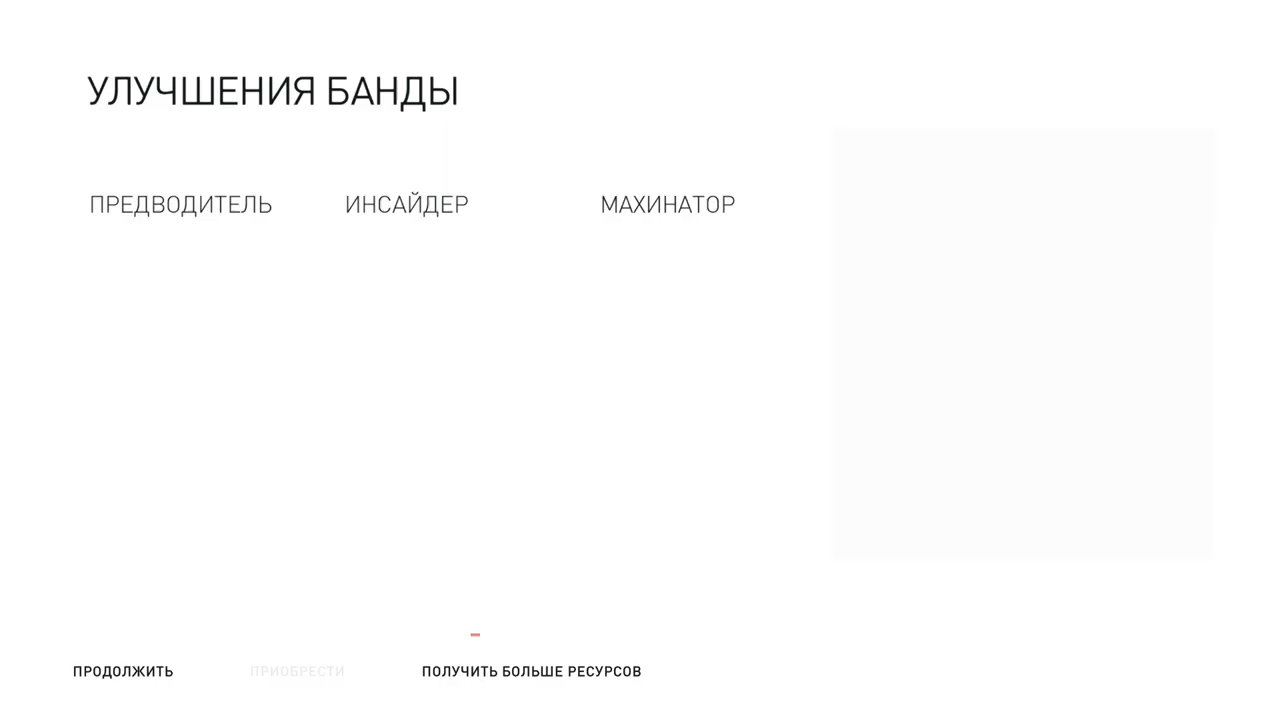 УЛУЧШЕНИЯ БАНДЫ
ПРЕДВОДИТЕЛЬ ИНСАЙДЕР МАХИНАТОР
ПРОДОЛЖИТЬ ПРИОБРЕСТИ ПОЛУЧИТЬ БОЛЬШЕ РЕСУРСОВ